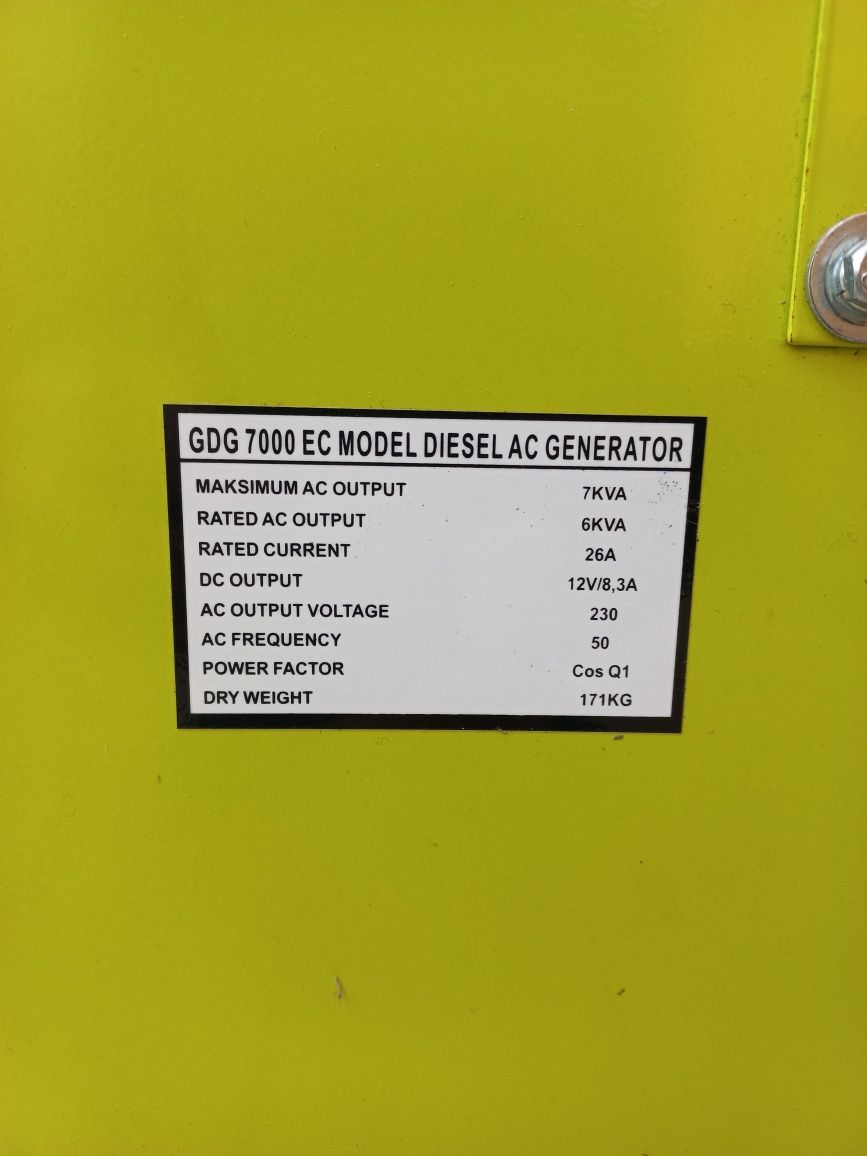 GDG 7000 EC MODEL DIESEL AC GENERATOR
MAKSIMUM AC OUTPUT 7KVA
RATED AC OUTPUT 6KVA
RATED CURRENT 26A
DC OUTPUT 12V/8,3A
AC OUTPUT VOLTAGE 230
AC FREQUENCY 50
POWER FACTOR Cos Q1
DRY WEIGHT 171KG